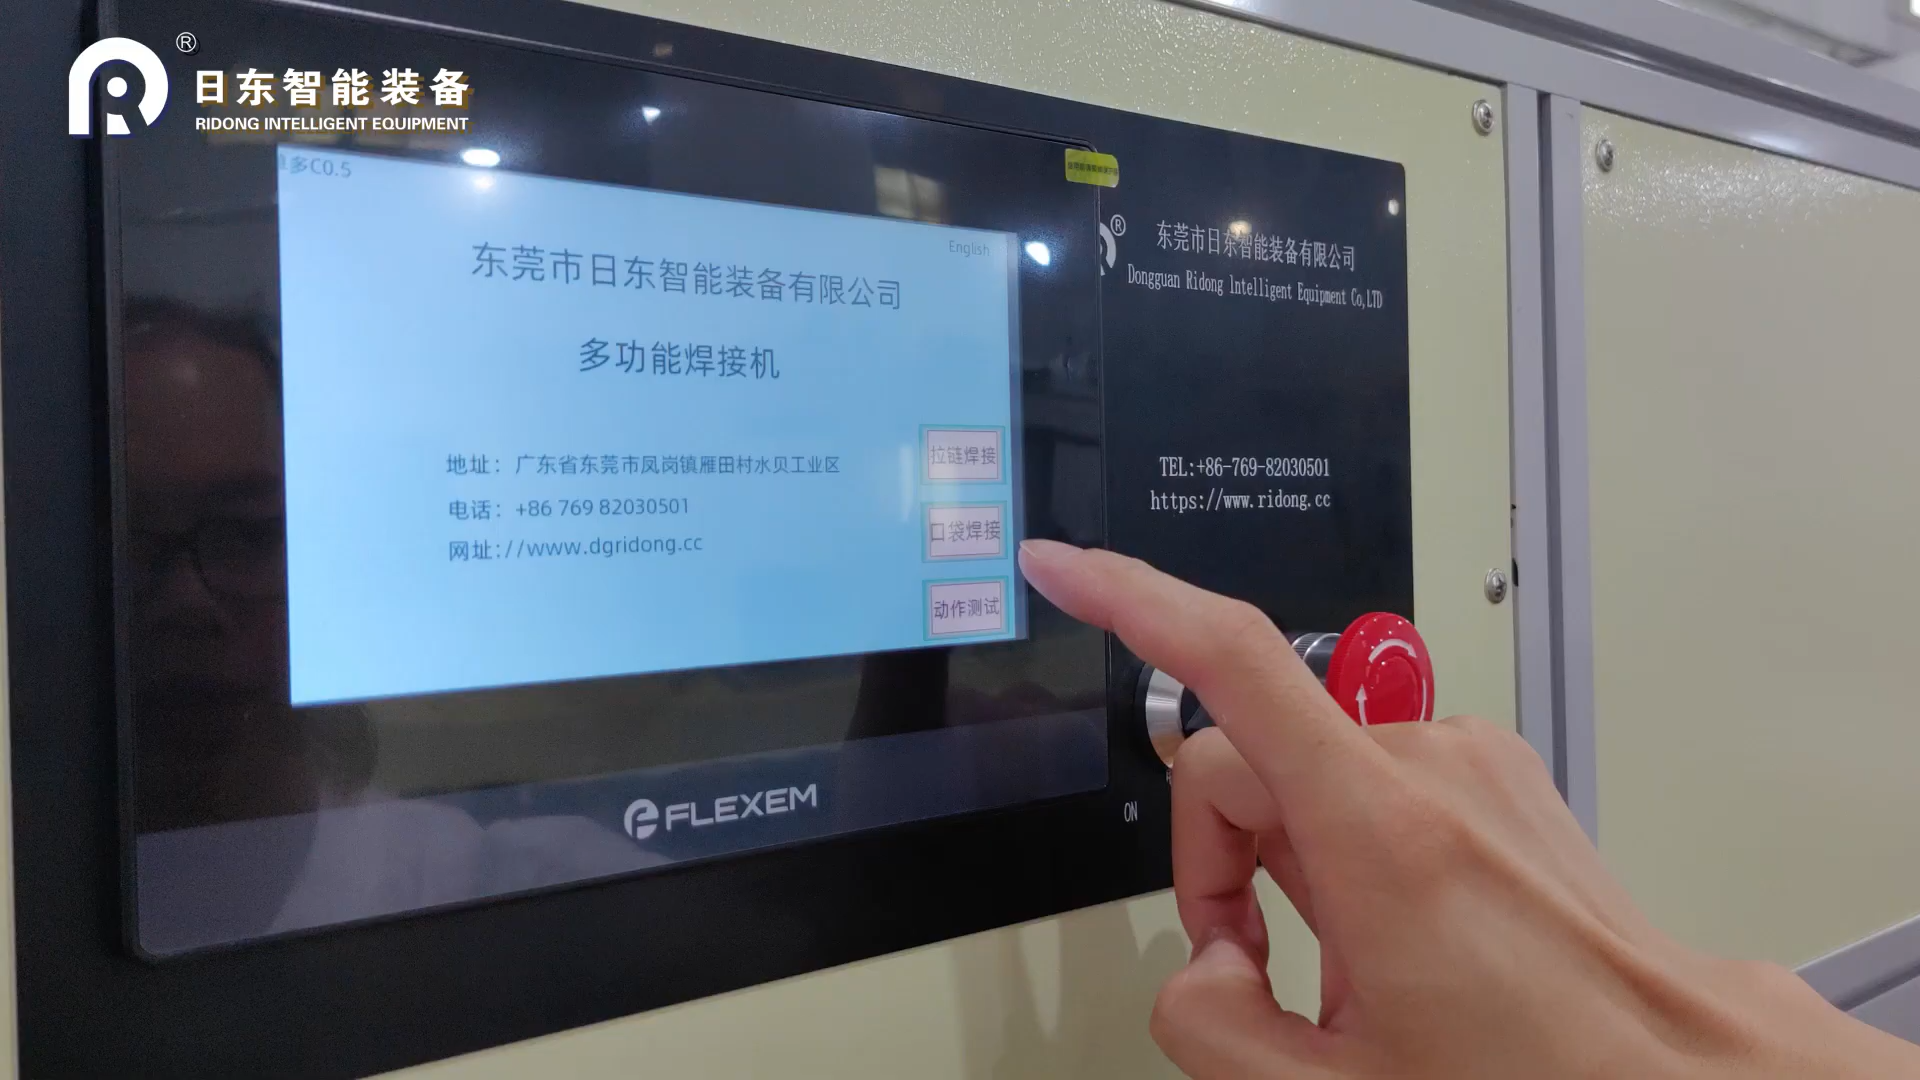 ®
日东智能装备
RIDONG INTELLIGENT EQUIPMENT
多C0.5
English
东莞市日东智能装备有限公司
多功能焊接机
地址：广东省东莞市凤岗镇雁田村水贝工业区
电话：+86 769 82030501
网址：//www.dgridong.cc
拉链焊接
口袋焊接
动作测试
FLEXEM
®
东莞市日东智能装备有限公司
Dongguan Ridong lntelligent Equipment Co,LTD
TEL:+86-769-82030501
https://www.ridong.cc
ON